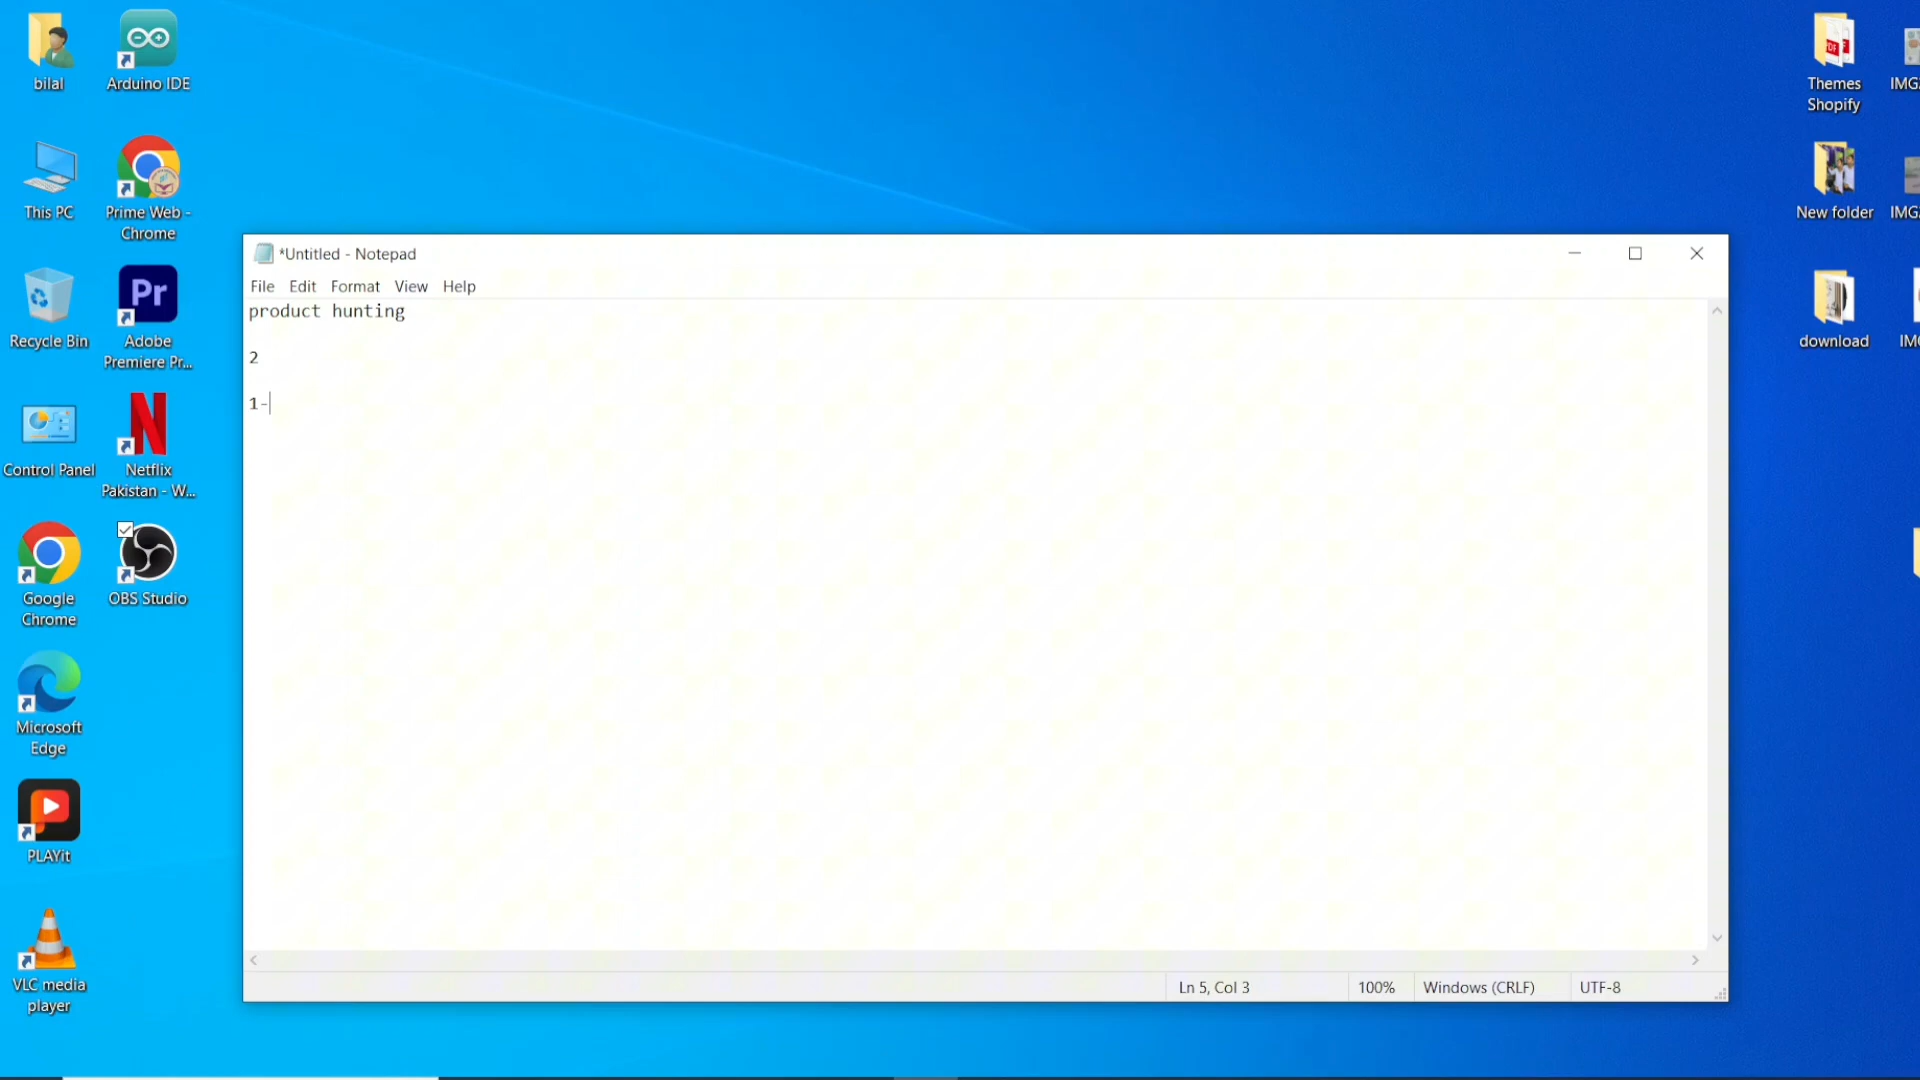 bilal
Arduino IDE
Themes
Shopify
IMG
This PC
Prime Web -
Chrome
New folder
IMG
*Untitled - Notepad
File Edit Format View Help
product hunting
2
1-
Recycle Bin
Pr
Adobe
Premiere Pr...
download
Control Panel
Netflix
Pakistan - W...
Google
Chrome
OBS Studio
Microsoft
Edge
PLAYit
VLC media
player
Ln 5, Col 3
100%
Windows (CRLF)
UTF-8